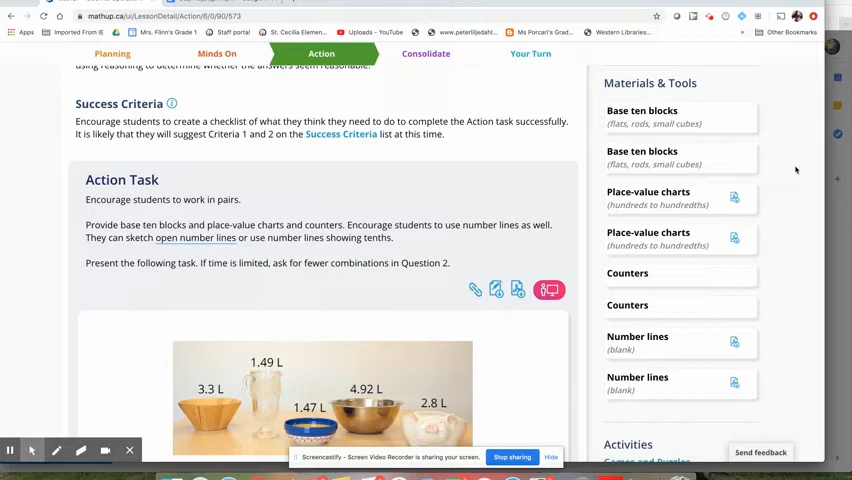 mathup.ca/ui/LessonDetail/Action/6/0/90/573
Apps
Imported From IE
Mrs. Flinn's Grade 1
Staff portal
St. Cecilia Elemen...
Uploads - YouTube
www.peterliljedahl...
Ms Porcari's Grad...
Western Libraries...
Other Bookmarks
Planning
Minds On
Action
Consolidate
Your Turn
using reasoning to determine whether the answers seem reasonable.
Success Criteria
Encourage students to create a checklist of what they think they need to do to complete the Action task successfully.
It is likely that they will suggest Criteria 1 and 2 on the Success Criteria list at this time.
Action Task
Encourage students to work in pairs.
Provide base ten blocks and place-value charts and counters. Encourage students to use number lines as well.
They can sketch open number lines or use number lines showing tenths.
Present the following task. If time is limited, ask for fewer combinations in Question 2.
3.3 L
1.49 L
1.47 L
4.92 L
2.8 L
Materials & Tools
Base ten blocks
(flats, rods, small cubes)
Base ten blocks
(flats, rods, small cubes)
Place-value charts
(hundreds to hundredths)
Place-value charts
(hundreds to hundredths)
Counters
Counters
Number lines
(blank)
Number lines
(blank)
Activities
Games and Puzzles
Send feedback
Screencastify - Screen Video Recorder is sharing your screen.
Stop sharing
Hide